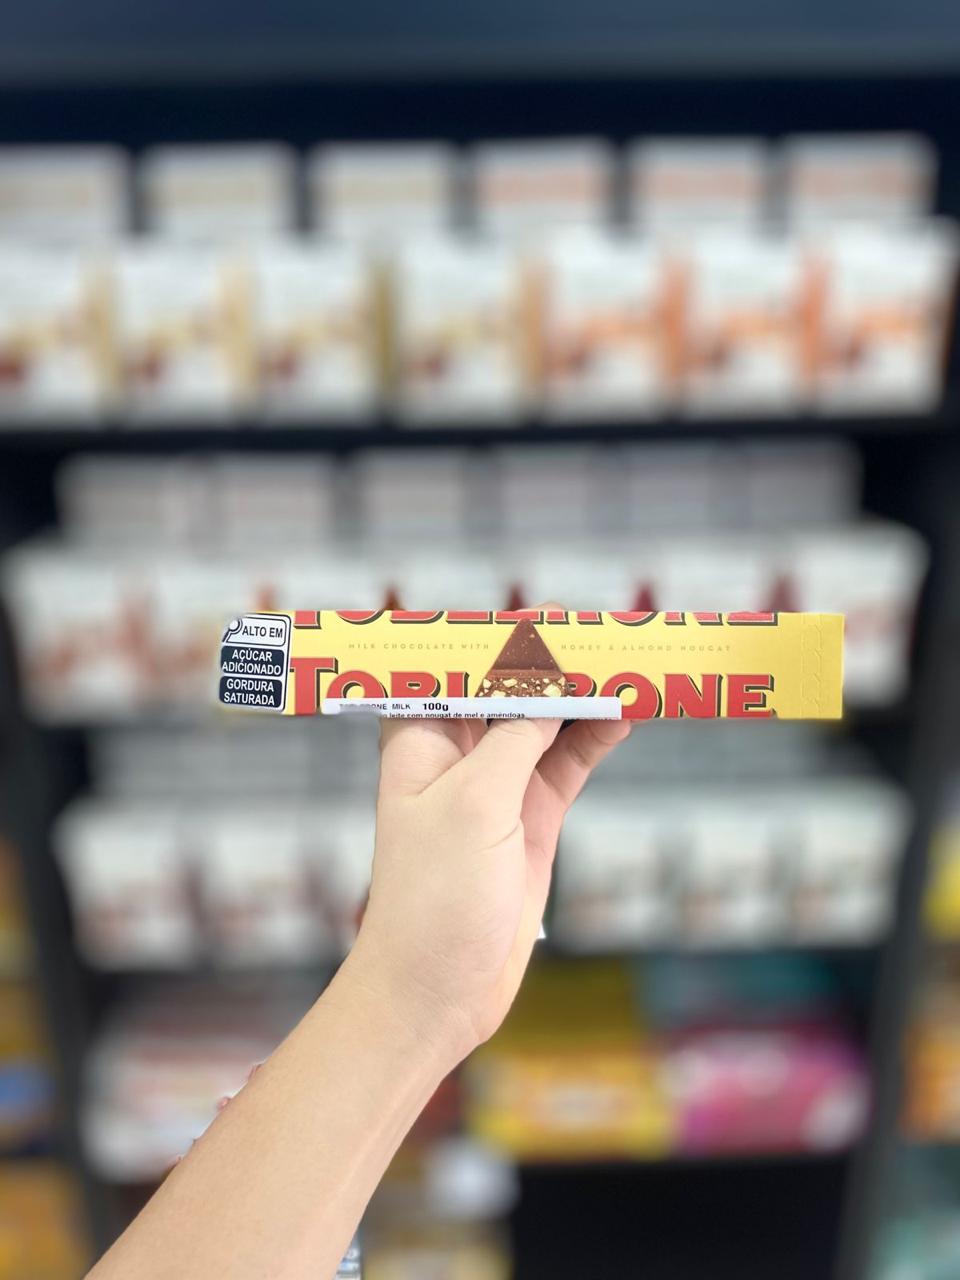 TOBLERONE
ALTO EM
AÇÚCAR
ADICIONADO
GORDURA
SATURADA
MILK CHOCOLATE WITH HONEY & ALMOND NOUGAT
TOBLERONE
MILK 100g
leite com nougat de mel e amêndoas